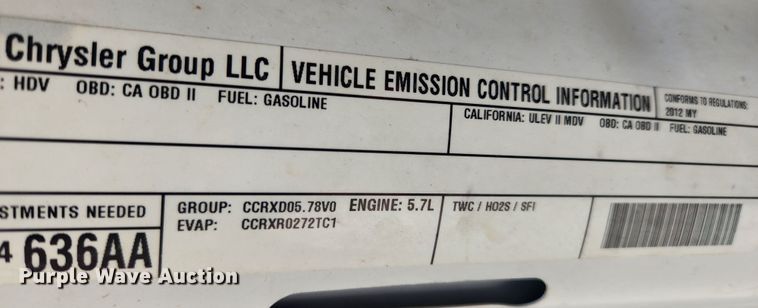 Chrysler Group LLC
VEHICLE EMISSION CONTROL INFORMATION
CONFORMS TO REGULATIONS:
2012 MY
: HDV OBD: CA OBD II FUEL: GASOLINE
CALIFORNIA: ULEV II MDV OBD: CA OBD II FUEL: GASOLINE
STMENTS NEEDED
GROUP: CCRXD05.78V0 ENGINE: 5.7L
EVAP: CCRXR0272TC1
TWC / HO2S / SFI
4 636AA
Purple Wave Auction